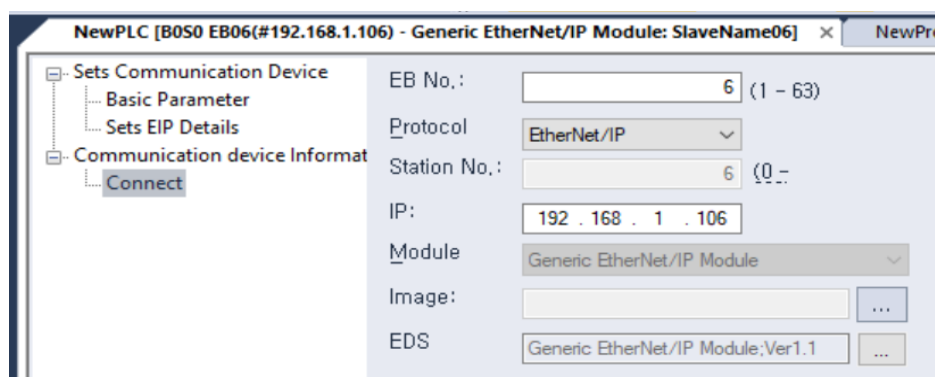 NewPLC [B0S0 EB06(#192.168.1.106) - Generic EtherNet/IP Module: SlaveName06] × NewPr
Sets Communication Device
Basic Parameter
Sets EIP Details
Communication device Informat
Connect
EB No.: 6 (1 - 63)
Protocol EtherNet/IP
Station No.: 6 (0 -
IP: 192 . 168 . 1 . 106
Module Generic EtherNet/IP Module
Image: ...
EDS Generic EtherNet/IP Module;Ver1.1 ...